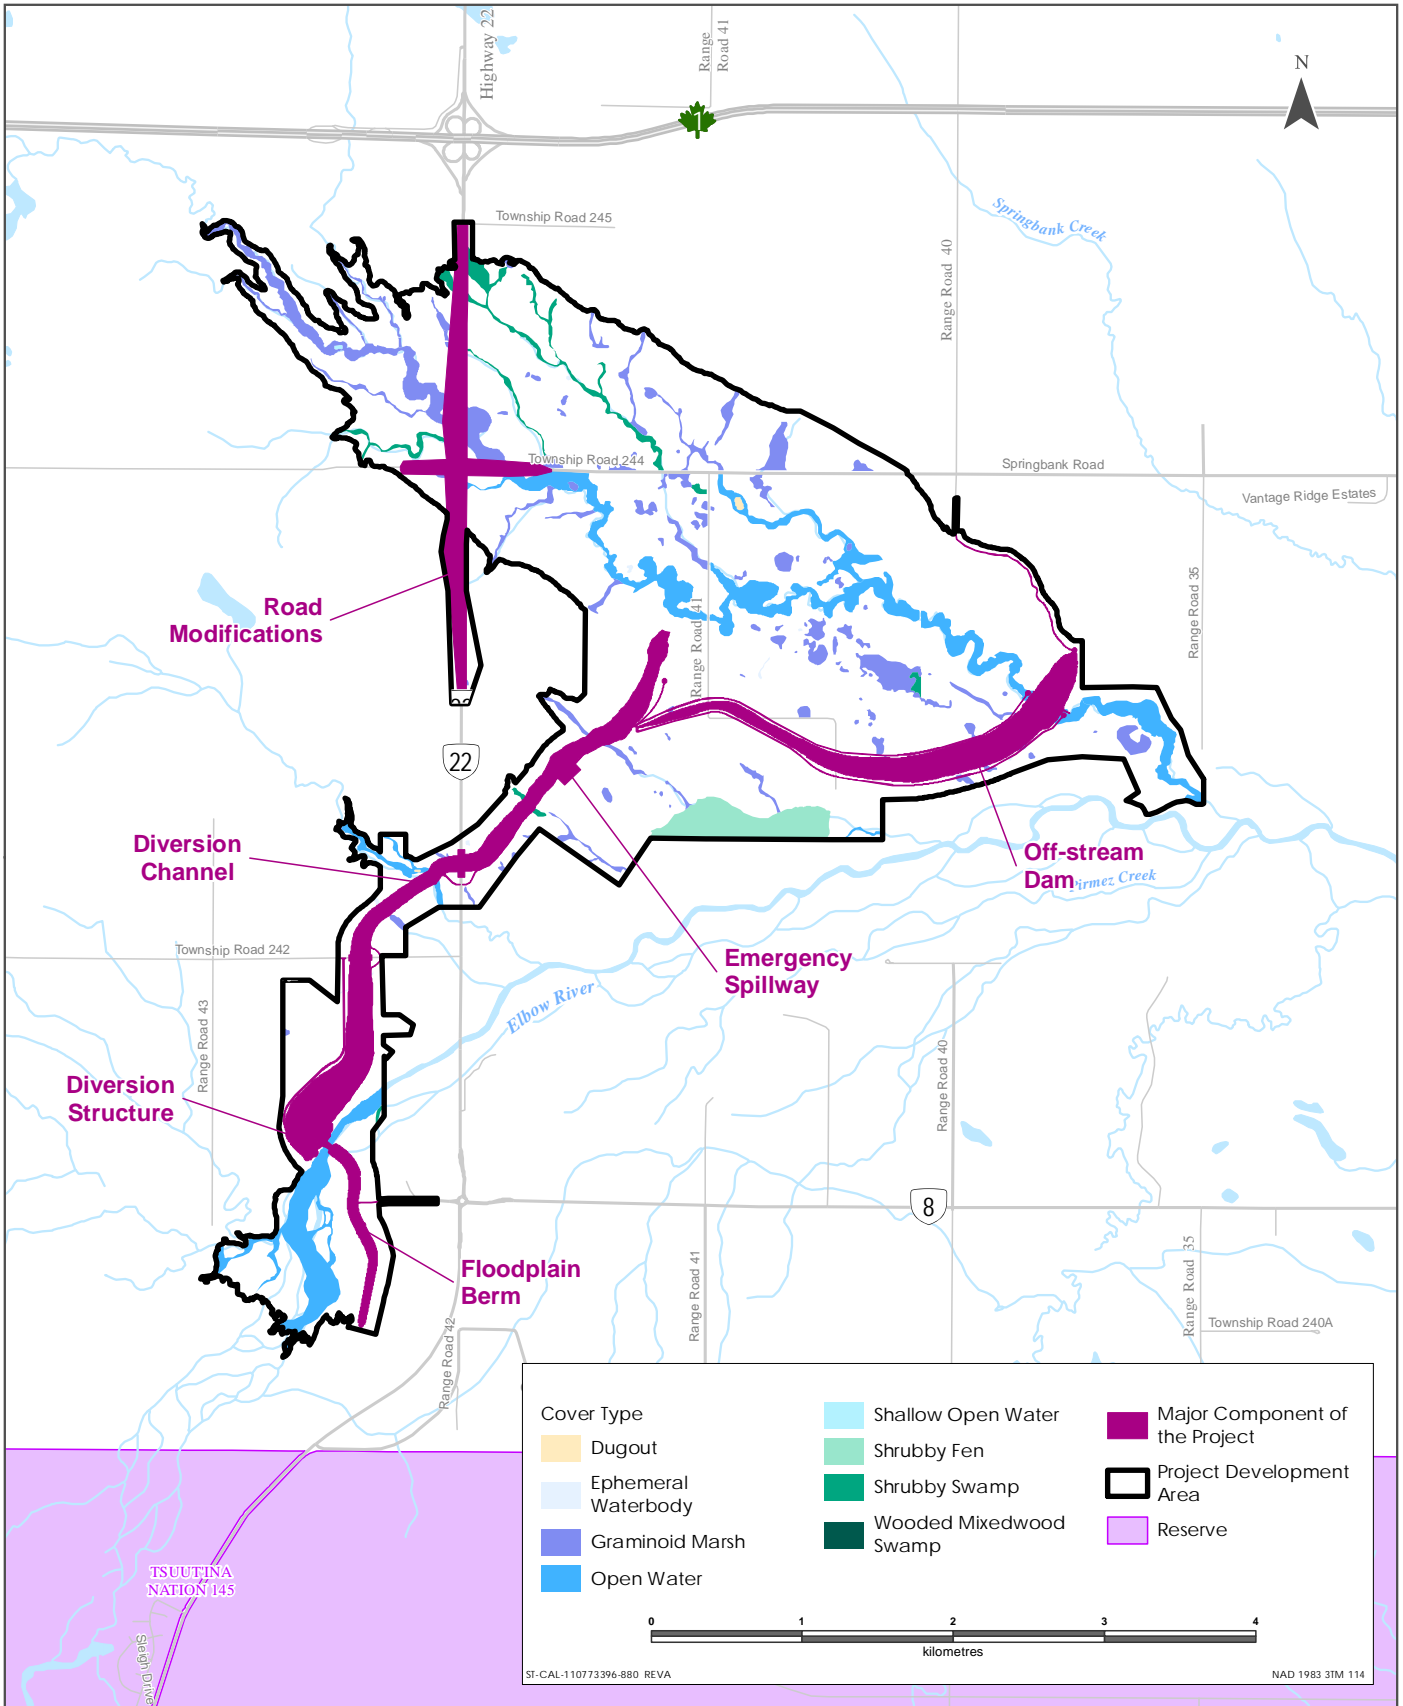 Highway 22
Range
Road 41
N
1
Springbank Creek
Township Road 245
Range Road 40
Township Road 244
Springbank Road
Vantage Ridge Estates
Range Road 35
Road
Modifications
Range Road 41
22
Diversion
Channel
Off-stream
Dam
Pirmez Creek
Township Road 242
Emergency
Spillway
Elbow River
Range Road 43
Range Road 40
Diversion
Structure
8
Floodplain
Berm
Range Road 41
Range Road 35
Range Road 42
Township Road 240A
Cover Type
Dugout
Ephemeral
Waterbody
Graminoid Marsh
Open Water
Shallow Open Water
Shrubby Fen
Shrubby Swamp
Wooded Mixedwood
Swamp
Major Component of
the Project
Project Development
Area
Reserve
TSUUT'INA
NATION 145
Sleigh Drive
0 1 2 3 4
kilometres
ST-CAL-110773396-880 REVA
NAD 1983 3TM 114